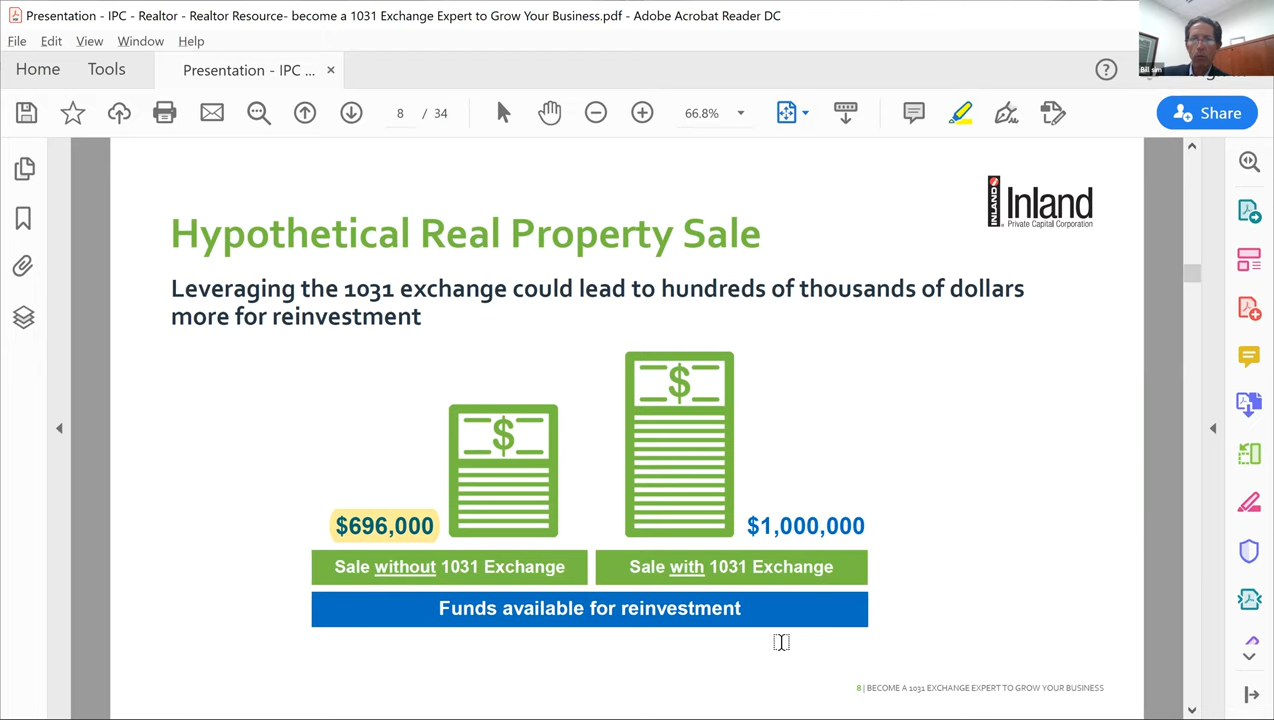 Presentation - IPC - Realtor - Realtor Resource- become a 1031 Exchange Expert to Grow Your Business.pdf - Adobe Acrobat Reader DC
File Edit View Window Help
Home Tools Presentation - IPC ... ×
8 / 34 66.8% Share
Bill sim
INLAND Inland
Private Capital Corporation
Hypothetical Real Property Sale
Leveraging the 1031 exchange could lead to hundreds of thousands of dollars
more for reinvestment
$ $
$696,000 $1,000,000
Sale without 1031 Exchange Sale with 1031 Exchange
Funds available for reinvestment
8 | BECOME A 1031 EXCHANGE EXPERT TO GROW YOUR BUSINESS